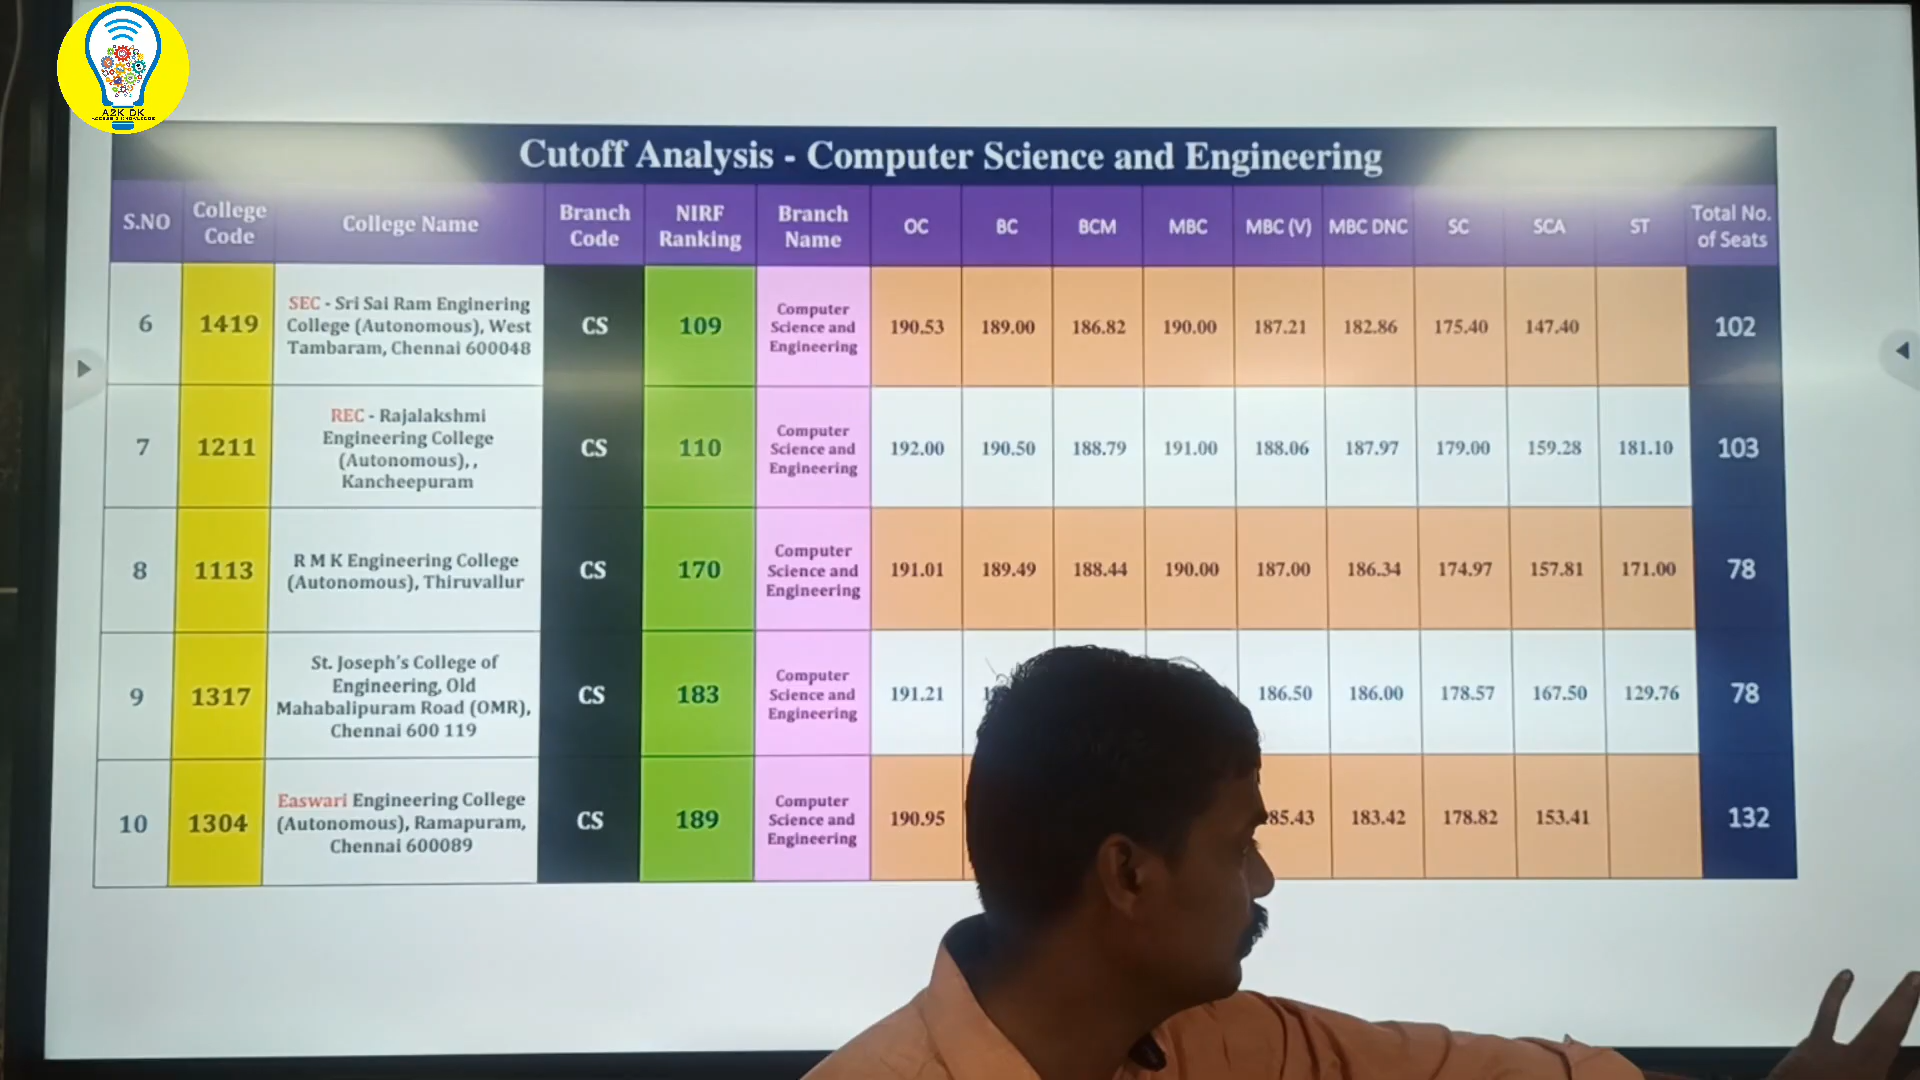 A2K DK
Cutoff Analysis - Computer Science and Engineering
S.NO College Code College Name Branch Code NIRF Ranking Branch Name OC BC BCM MBC MBC (V) MBC DNC SC SCA ST Total No. of Seats
6 1419 SEC - Sri Sai Ram Enginering College (Autonomous), West Tambaram, Chennai 600048 CS 109 Computer Science and Engineering 190.53 189.00 186.82 190.00 187.21 182.86 175.40 147.40 102
7 1211 REC - Rajalakshmi Engineering College (Autonomous), , Kancheepuram CS 110 Computer Science and Engineering 192.00 190.50 188.79 191.00 188.06 187.97 179.00 159.28 181.10 103
8 1113 R M K Engineering College (Autonomous), Thiruvallur CS 170 Computer Science and Engineering 191.01 189.49 188.44 190.00 187.00 186.34 174.97 157.81 171.00 78
9 1317 St. Joseph's College of Engineering, Old Mahabalipuram Road (OMR), Chennai 600 119 CS 183 Computer Science and Engineering 191.21 186.50 186.00 178.57 167.50 129.76 78
10 1304 Easwari Engineering College (Autonomous), Ramapuram, Chennai 600089 CS 189 Computer Science and Engineering 190.95 85.43 183.42 178.82 153.41 132